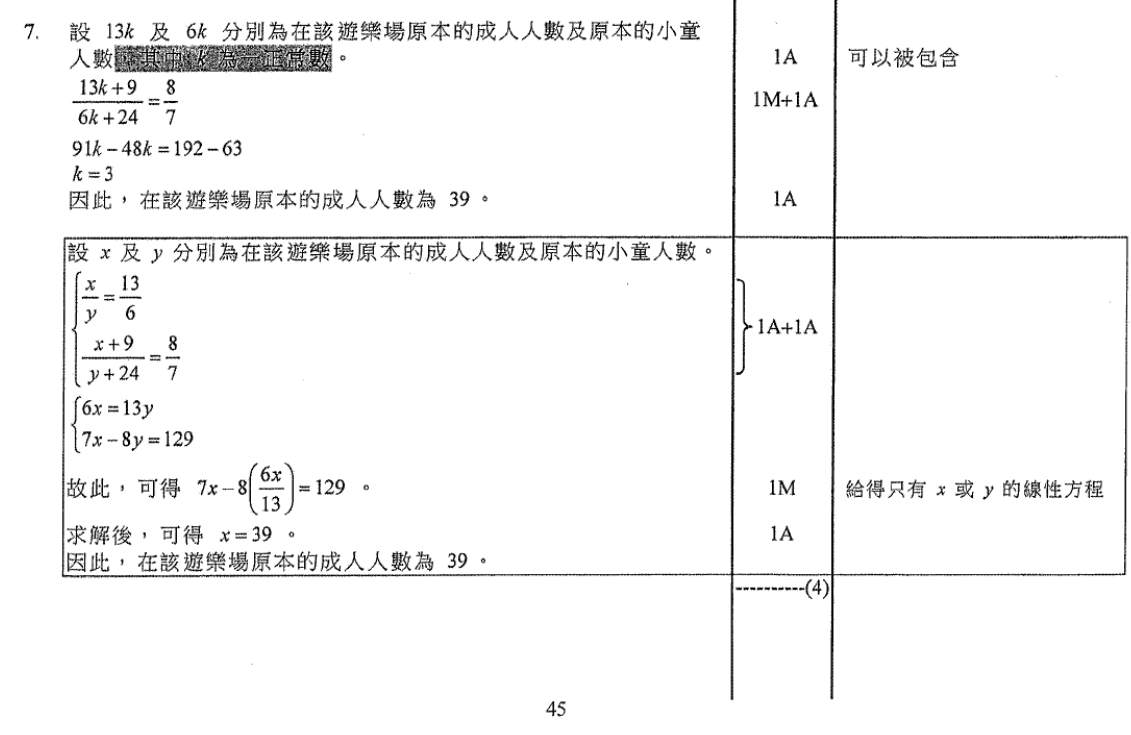 7. 設 13k 及 6k 分別為在該遊樂場原本的成人人數及原本的小童
人數，其中 k 為一正常數。 1A 可以被包含
\frac{13k+9}{6k+24} = \frac{8}{7} 1M+1A
91k – 48k = 192 – 63
k = 3
因此，在該遊樂場原本的成人人數為 39 。 1A
設 x 及 y 分別為在該遊樂場原本的成人人數及原本的小童人數。
\frac{x}{y} = \frac{13}{6}
1A+1A
\frac{x+9}{y+24} = \frac{8}{7}
6x = 13y
7x – 8y = 129
故此，可得 7x – 8(\frac{6x}{13}) = 129 。 1M 給得只有 x 或 y 的線性方程
求解後，可得 x = 39 。 1A
因此，在該遊樂場原本的成人人數為 39 。
----------(4)
45